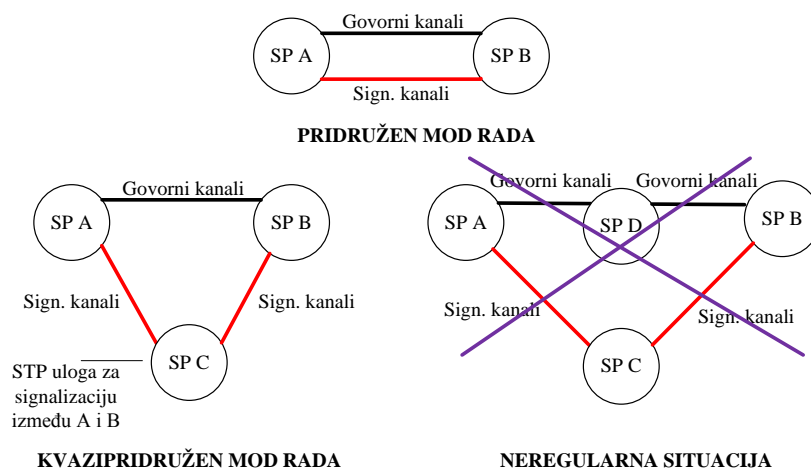 Govorni kanali
SP A
SP B
Sign. kanali
PRIDRUŽEN MOD RADA
Govorni kanali
SP A
SP B
Sign. kanali
Sign. kanali
SP C
STP uloga za
signalizaciju
između A i B
KVAZIPRIDRUŽEN MOD RADA
Govorni kanali
Govorni kanali
SP A
SP D
SP B
Sign. kanali
Sign. kanali
SP C
NEREGULARNA SITUACIJA